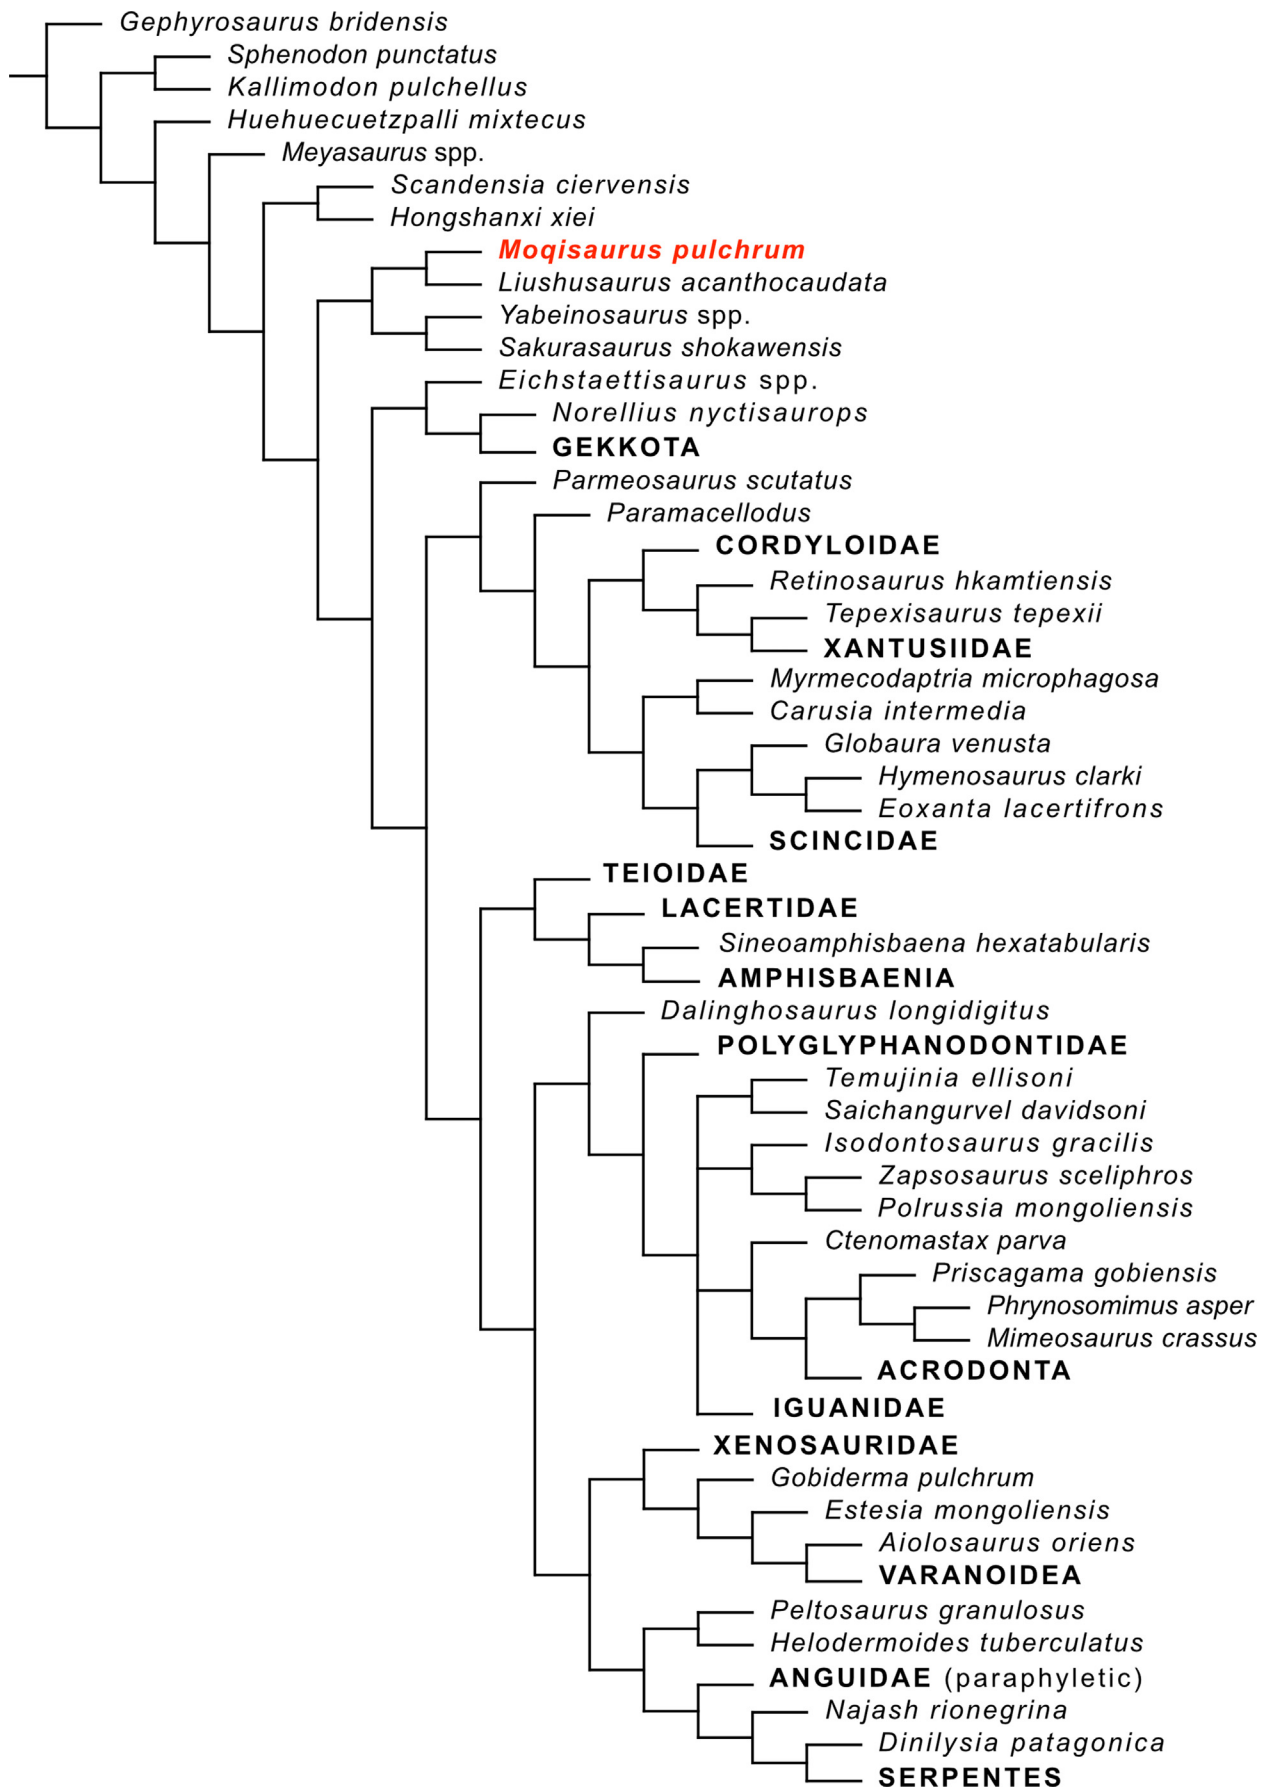 Gephyrosaurus bridensis
Sphenodon punctatus
Kallimodon pulchellus
Huehuecuetzpalli mixtecus
Meyasaurus spp.
Scandensia ciervensis
Hongshanxi xiei
Moqisaurus pulchrum
Liushusaurus acanthocaudata
Yabeinosaurus spp.
Sakurasaurus shokawensis
Eichstaettisaurus spp.
Norellius nyctisaurops
GEKKOTA
Parmeosaurus scutatus
Paramacellodus
CORDYLOIDAE
Retinosaurus hkamtiensis
Tepexisaurus tepexii
XANTUSIIDAE
Myrmecodaptria microphagosa
Carusia intermedia
Globaura venusta
Hymenosaurus clarki
Eoxanta lacertifrons
SCINCIDAE
TEIOIDAE
LACERTIDAE
Sineoamphisbaena hexatabularis
AMPHISBAENIA
Dalinghosaurus longidigitus
POLYGLYPHANODONTIDAE
Temujinia ellisoni
Saichangurvel davidsoni
Isodontosaurus gracilis
Zapsosaurus sceliphros
Polrussia mongoliensis
Ctenomastax parva
Priscagama gobiensis
Phrynosomimus asper
Mimeosaurus crassus
ACRODONTA
IGUANIDAE
XENOSAURIDAE
Gobiderma pulchrum
Estesia mongoliensis
Aiolosaurus oriens
VARANOIDEA
Peltosaurus granulosus
Helodermoides tuberculatus
ANGUIDAE (paraphyletic)
Najash rionegrina
Dinilysia patagonica
SERPENTES